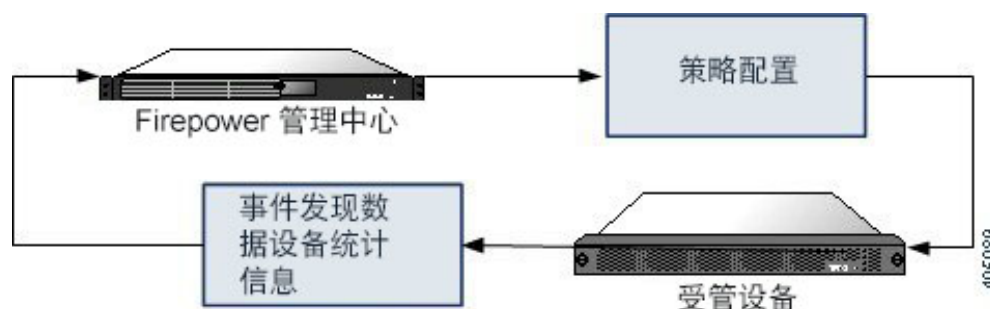 策略配置
Firepower 管理中心
事件发现数
据设备统计
信息
受管设备